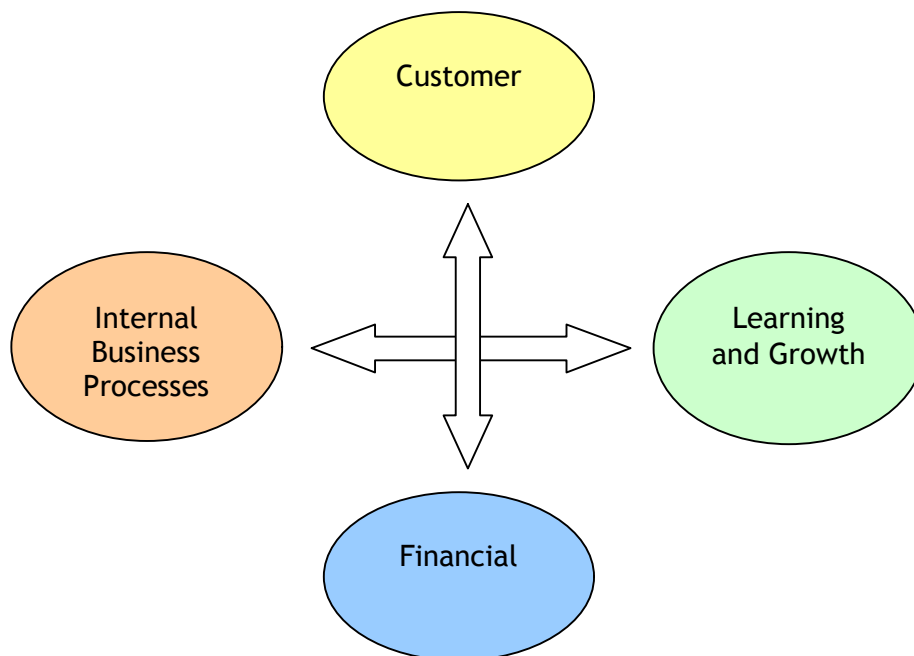 Customer
Internal
Business
Processes
Learning
and Growth
Financial